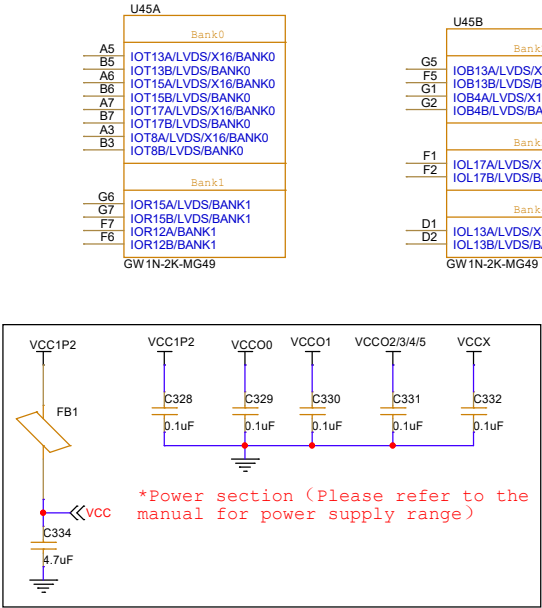 U45A
Bank0
A5 IOT13A/LVDS/X16/BANK0
B5 IOT13B/LVDS/BANK0
A6 IOT15A/LVDS/X16/BANK0
B6 IOT15B/LVDS/BANK0
A7 IOT17A/LVDS/X16/BANK0
B7 IOT17B/LVDS/BANK0
A3 IOT8A/LVDS/X16/BANK0
B3 IOT8B/LVDS/BANK0
Bank1
G6 IOR15A/LVDS/BANK1
G7 IOR15B/LVDS/BANK1
F7 IOR12A/BANK1
F6 IOR12B/BANK1
GW1N-2K-MG49
U45B
Bank
G5 IOB13A/LVDS/X
F5 IOB13B/LVDS/B
G1 IOB4A/LVDS/X1
G2 IOB4B/LVDS/BA
Bank
F1 IOL17A/LVDS/X
F2 IOL17B/LVDS/BA
Bank
D1 IOL13A/LVDS/X
D2 IOL13B/LVDS/B
GW1N-2K-MG49
VCC1P2
FB1
VCC
C334
4.7uF
VCC1P2 VCCO0 VCCO1 VCCO2/3/4/5 VCCX
C328 C329 C330 C331 C332
0.1uF 0.1uF 0.1uF 0.1uF 0.1uF
*Power section（Please refer to the
manual for power supply range）